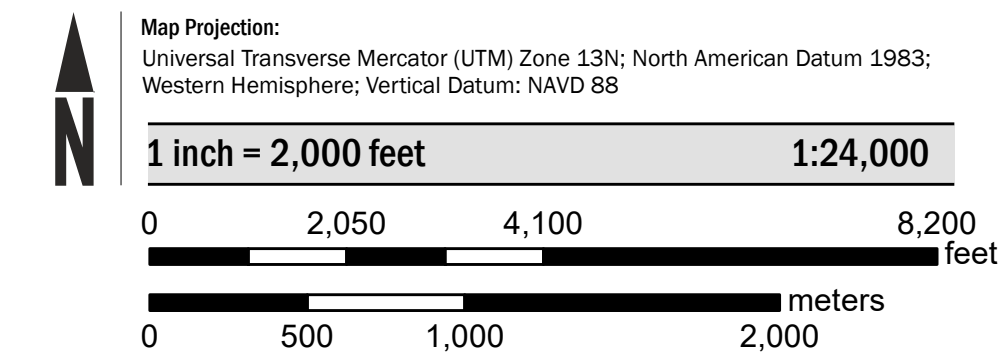 Map Projection:
Universal Transverse Mercator (UTM) Zone 13N; North American Datum 1983;
Western Hemisphere; Vertical Datum: NAVD 88
N
1 inch = 2,000 feet 1:24,000
0 2,050 4,100 8,200
feet
meters
0 500 1,000 2,000